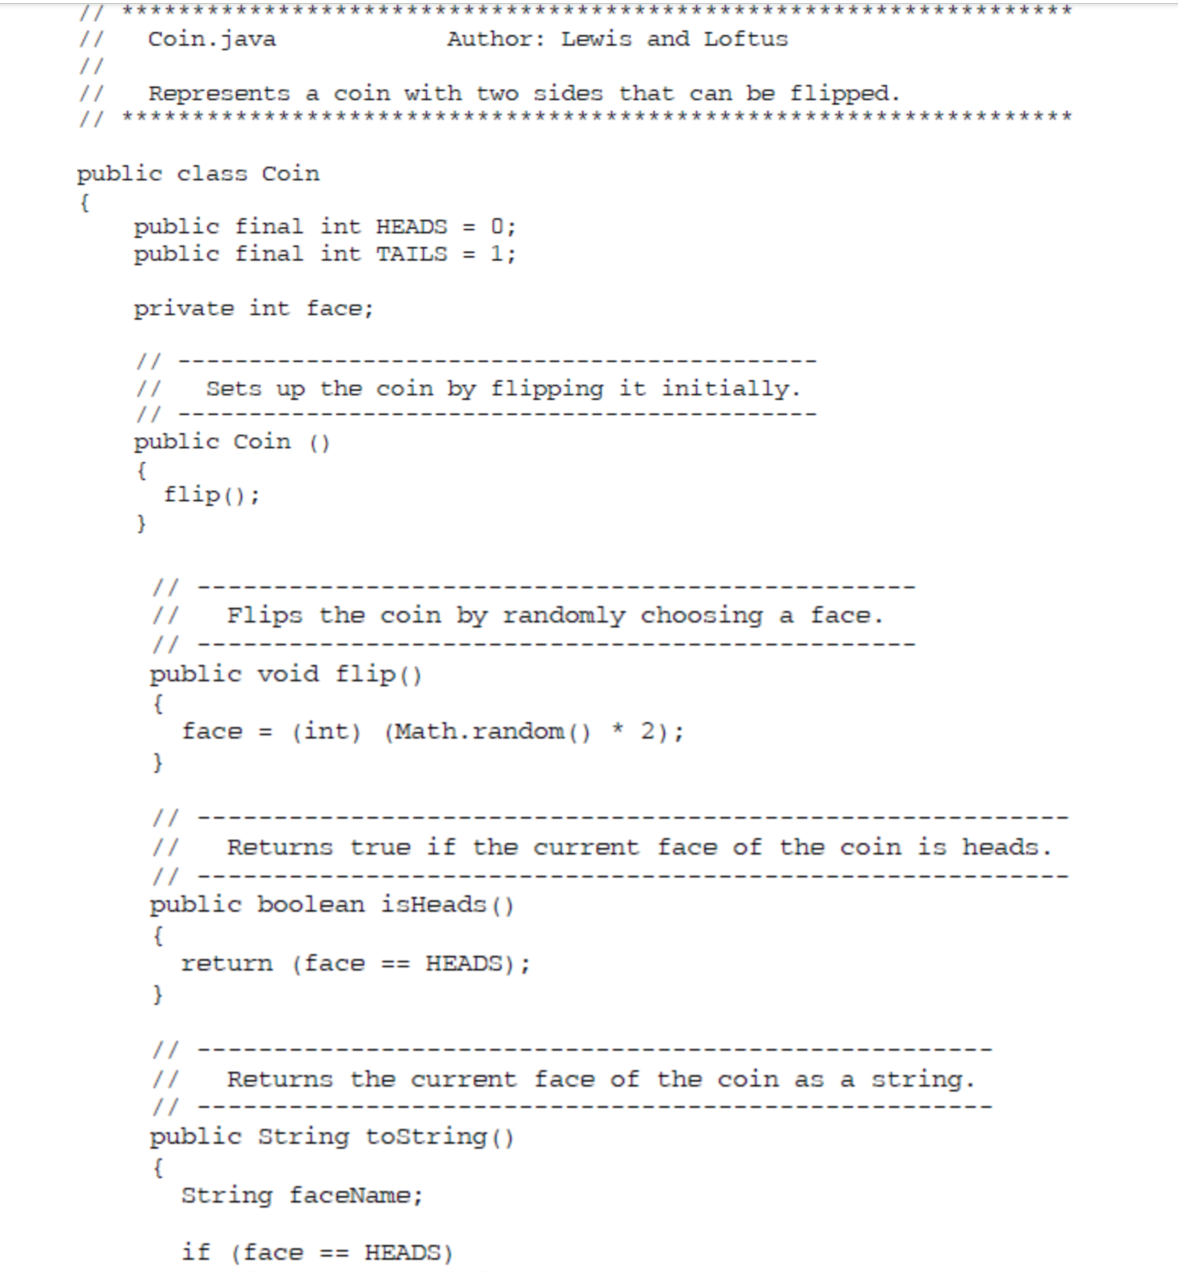 // *******************************************************************
//   Coin.java            Author: Lewis and Loftus
//
//   Represents a coin with two sides that can be flipped.
// *******************************************************************
public class Coin
{
    public final int HEADS = 0;
    public final int TAILS = 1;
    private int face;
    // ---------------------------------------------
    //   Sets up the coin by flipping it initially.
    // ---------------------------------------------
    public Coin ()
    {
      flip();
    }
    // -----------------------------------------------
    //   Flips the coin by randomly choosing a face.
    // -----------------------------------------------
    public void flip()
    {
      face = (int) (Math.random() * 2);
    }
    // ---------------------------------------------------------
    //   Returns true if the current face of the coin is heads.
    // ---------------------------------------------------------
    public boolean isHeads()
    {
      return (face == HEADS);
    }
    // ----------------------------------------------------
    //   Returns the current face of the coin as a string.
    // ----------------------------------------------------
    public String toString()
    {
      String faceName;
      if (face == HEADS)